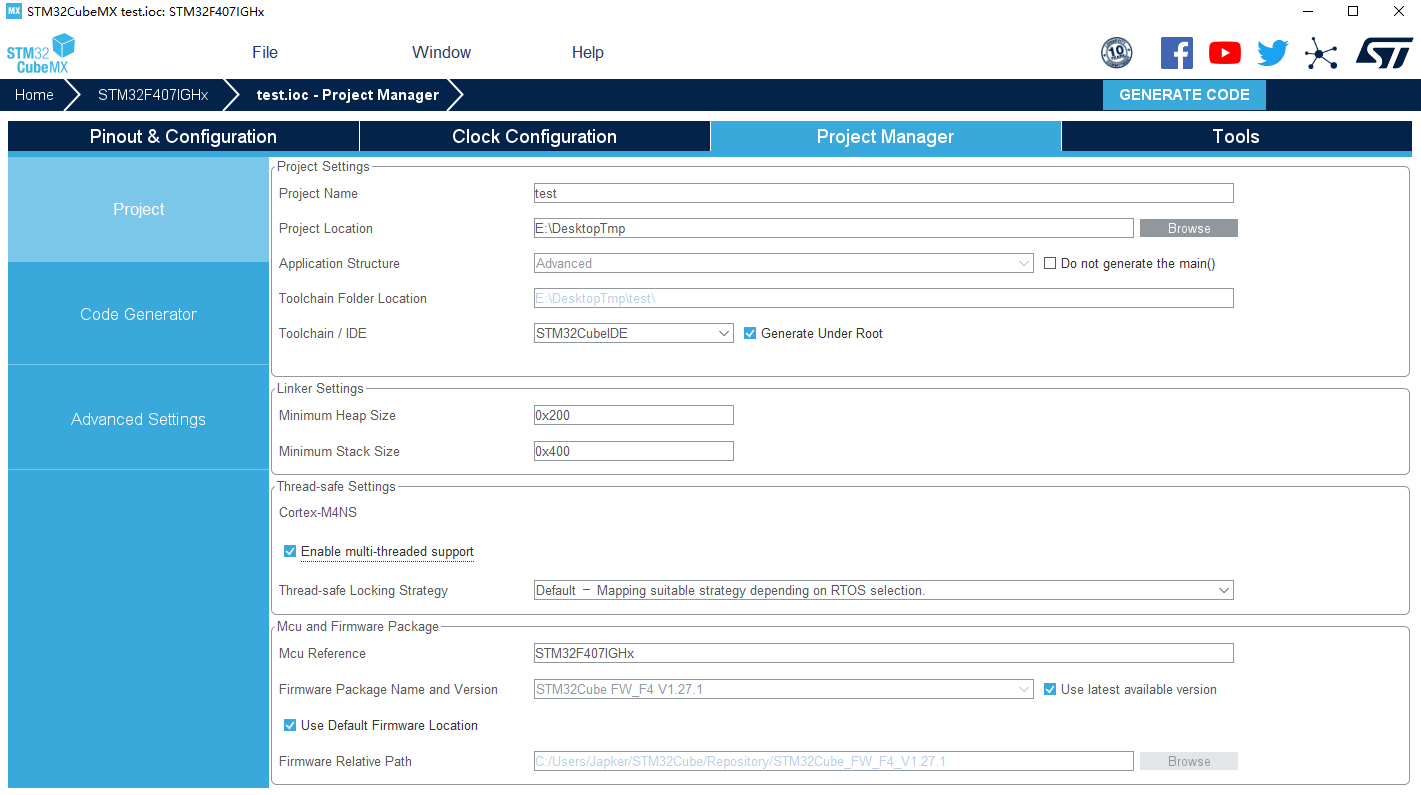 MX STM32CubeMX test.ioc: STM32F407IGHx
STM32
CubeMX
File Window Help
10
Home STM32F407IGHx test.ioc - Project Manager GENERATE CODE
Pinout & Configuration Clock Configuration Project Manager Tools
Project
Code Generator
Advanced Settings
Project Settings
Project Name test
Project Location E:\DesktopTmp Browse
Application Structure Advanced Do not generate the main()
Toolchain Folder Location E:\DesktopTmp\test\
Toolchain / IDE STM32CubeIDE Generate Under Root
Linker Settings
Minimum Heap Size 0x200
Minimum Stack Size 0x400
Thread-safe Settings
Cortex-M4NS
Enable multi-threaded support
Thread-safe Locking Strategy Default － Mapping suitable strategy depending on RTOS selection.
Mcu and Firmware Package
Mcu Reference STM32F407IGHx
Firmware Package Name and Version STM32Cube FW_F4 V1.27.1 Use latest available version
Use Default Firmware Location
Firmware Relative Path C:/Users/Japker/STM32Cube/Repository/STM32Cube_FW_F4_V1.27.1 Browse